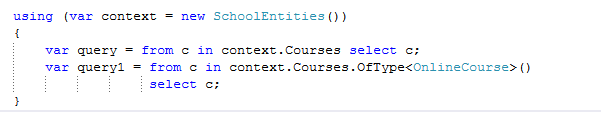 using (var context = new SchoolEntities())
{
var query = from c in context.Courses select c;
var query1 = from c in context.Courses.OfType<OnlineCourse>()
select c;
}